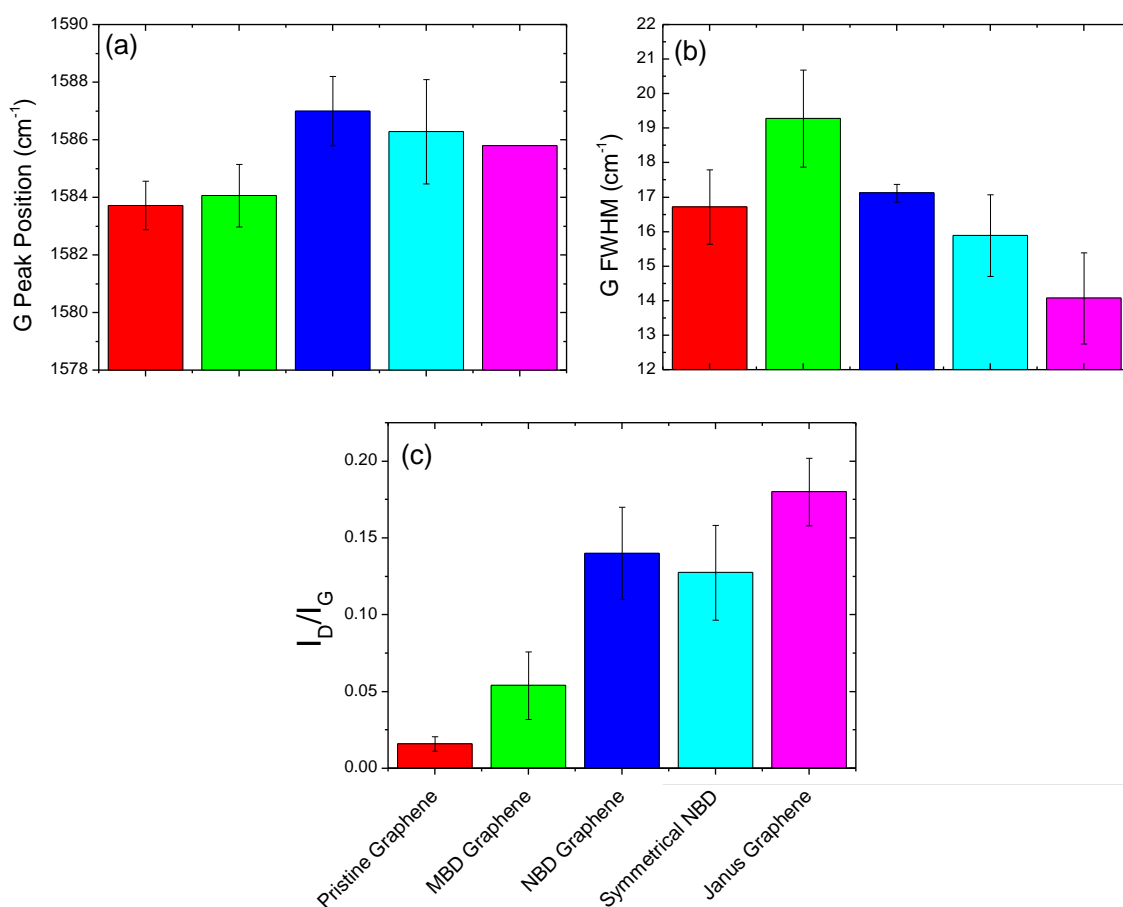 (a)
G Peak Position (cm⁻¹)
1590
1588
1586
1584
1582
1580
1578
(b)
G FWHM (cm⁻¹)
22
21
20
19
18
17
16
15
14
13
12
(c)
I_D/I_G
0.20
0.15
0.10
0.05
0.00
Pristine Graphene
MBD Graphene
NBD Graphene
Symmetrical NBD
Janus Graphene